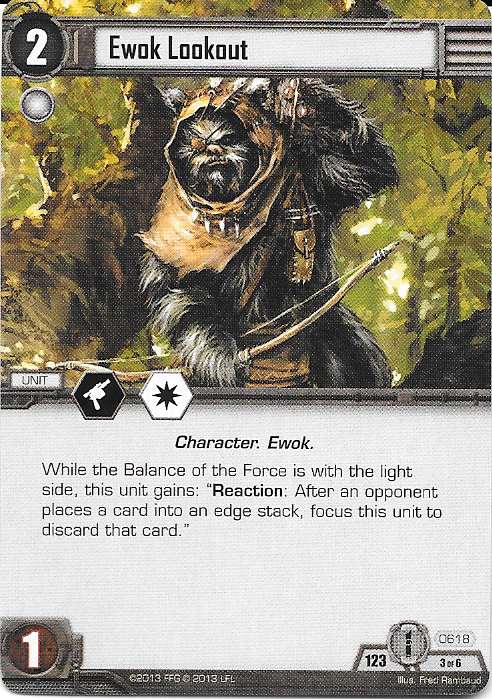 2
Ewok Lookout
UNIT
Character. Ewok.
While the Balance of the Force is with the light
side, this unit gains: “Reaction: After an opponent
places a card into an edge stack, focus this unit to
discard that card.”
1
123
0618
3 of 6
©2013 FFG © 2013 LFL
Illus. Fred Rambaud